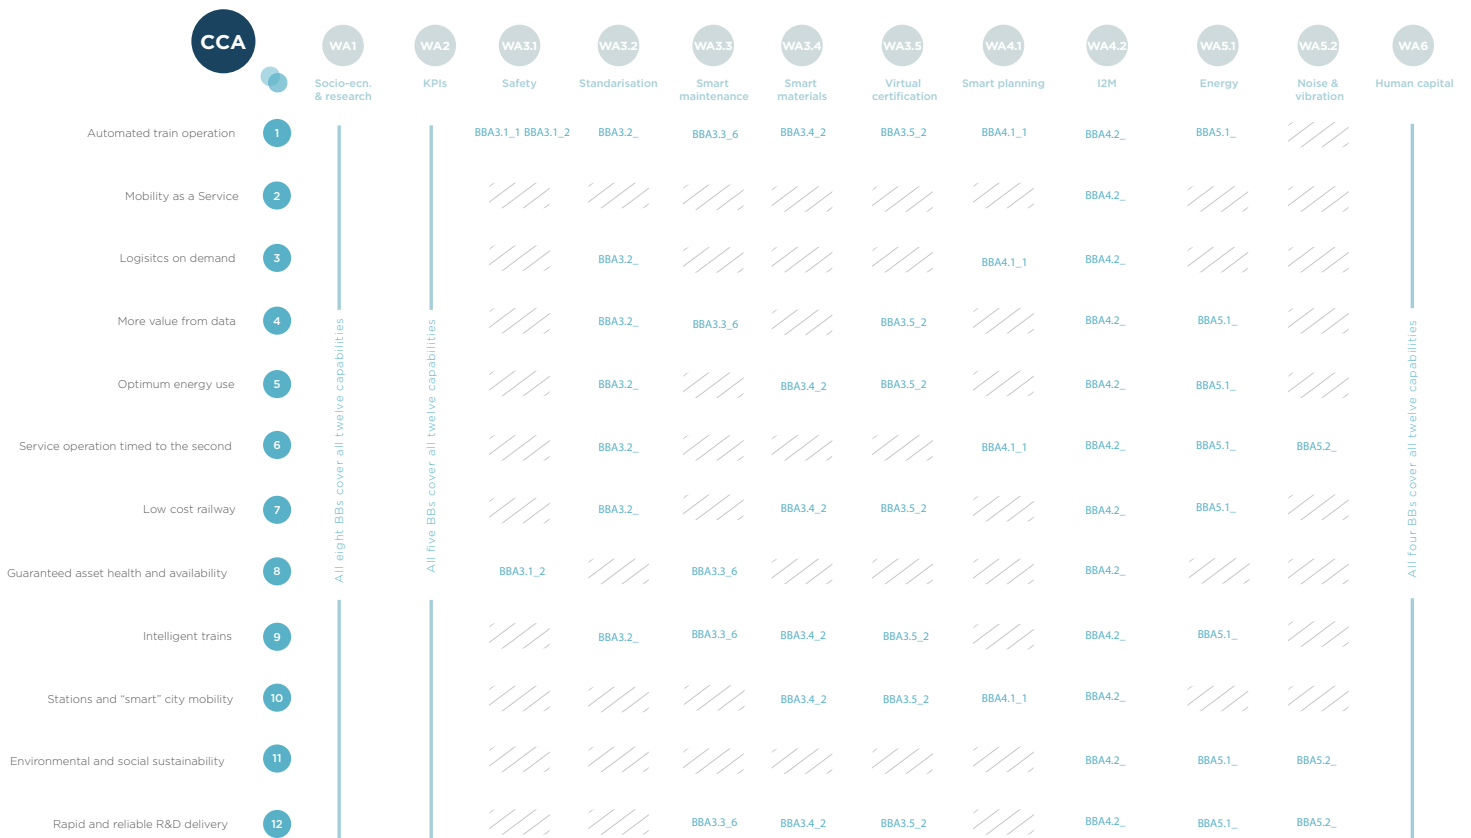 CCA
WA1 WA2 WA3.1 WA3.2 WA3.3 WA3.4 WA3.5 WA4.1 WA4.2 WA5.1 WA5.2 WA6
Socio-ecn. KPIs Safety Standarisation Smart Smart Virtual Smart planning I2M Energy Noise & Human capital
& research maintenance materials certification vibration
Automated train operation 1 BBA3.1_1 BBA3.1_2 BBA3.2_ BBA3.3_6 BBA3.4_2 BBA3.5_2 BBA4.1_1 BBA4.2_ BBA5.1_
Mobility as a Service 2 BBA4.2_
Logisitcs on demand 3 BBA3.2_ BBA4.1_1 BBA4.2_
More value from data 4 BBA3.2_ BBA3.3_6 BBA3.5_2 BBA4.2_ BBA5.1_
Optimum energy use 5 BBA3.2_ BBA3.4_2 BBA3.5_2 BBA4.2_ BBA5.1_
Service operation timed to the second 6 BBA3.2_ BBA4.1_1 BBA4.2_ BBA5.1_ BBA5.2_
Low cost railway 7 BBA3.2_ BBA3.4_2 BBA3.5_2 BBA4.2_ BBA5.1_
Guaranteed asset health and availability 8 BBA3.1_2 BBA3.3_6 BBA4.2_
Intelligent trains 9 BBA3.2_ BBA3.3_6 BBA3.4_2 BBA3.5_2 BBA4.2_ BBA5.1_
Stations and “smart” city mobility 10 BBA3.4_2 BBA3.5_2 BBA4.1_1 BBA4.2_
Environmental and social sustainability 11 BBA4.2_ BBA5.1_ BBA5.2_
Rapid and reliable R&D delivery 12 BBA3.3_6 BBA3.4_2 BBA3.5_2 BBA4.2_ BBA5.1_ BBA5.2_
All eight BBs cover all twelve capabilities
All five BBs cover all twelve capabilities
All four BBs cover all twelve capabilities